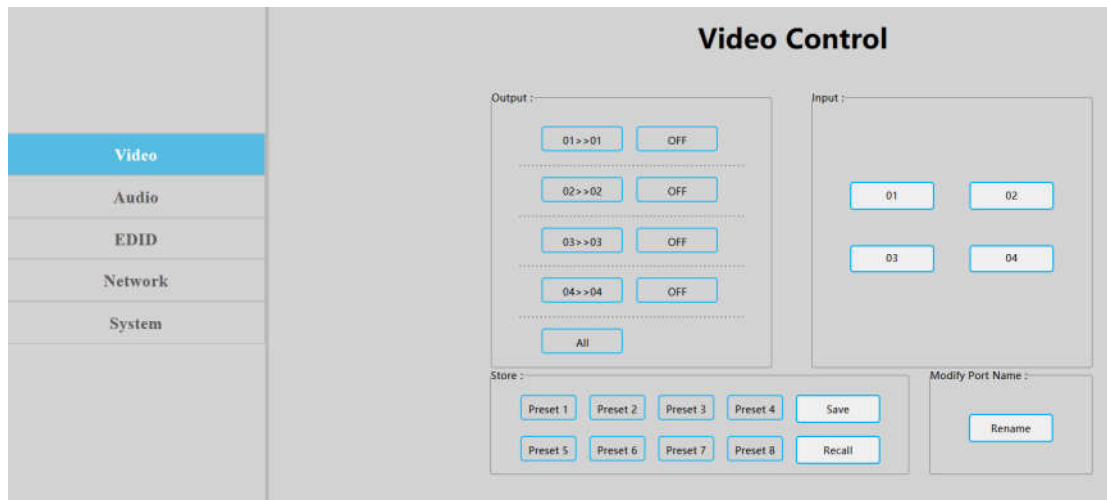 Video Control
Video
Audio
EDID
Network
System
Output :
01>>01 OFF
02>>02 OFF
03>>03 OFF
04>>04 OFF
All
Input :
01 02
03 04
Store :
Preset 1 Preset 2 Preset 3 Preset 4 Save
Preset 5 Preset 6 Preset 7 Preset 8 Recall
Modify Port Name :
Rename